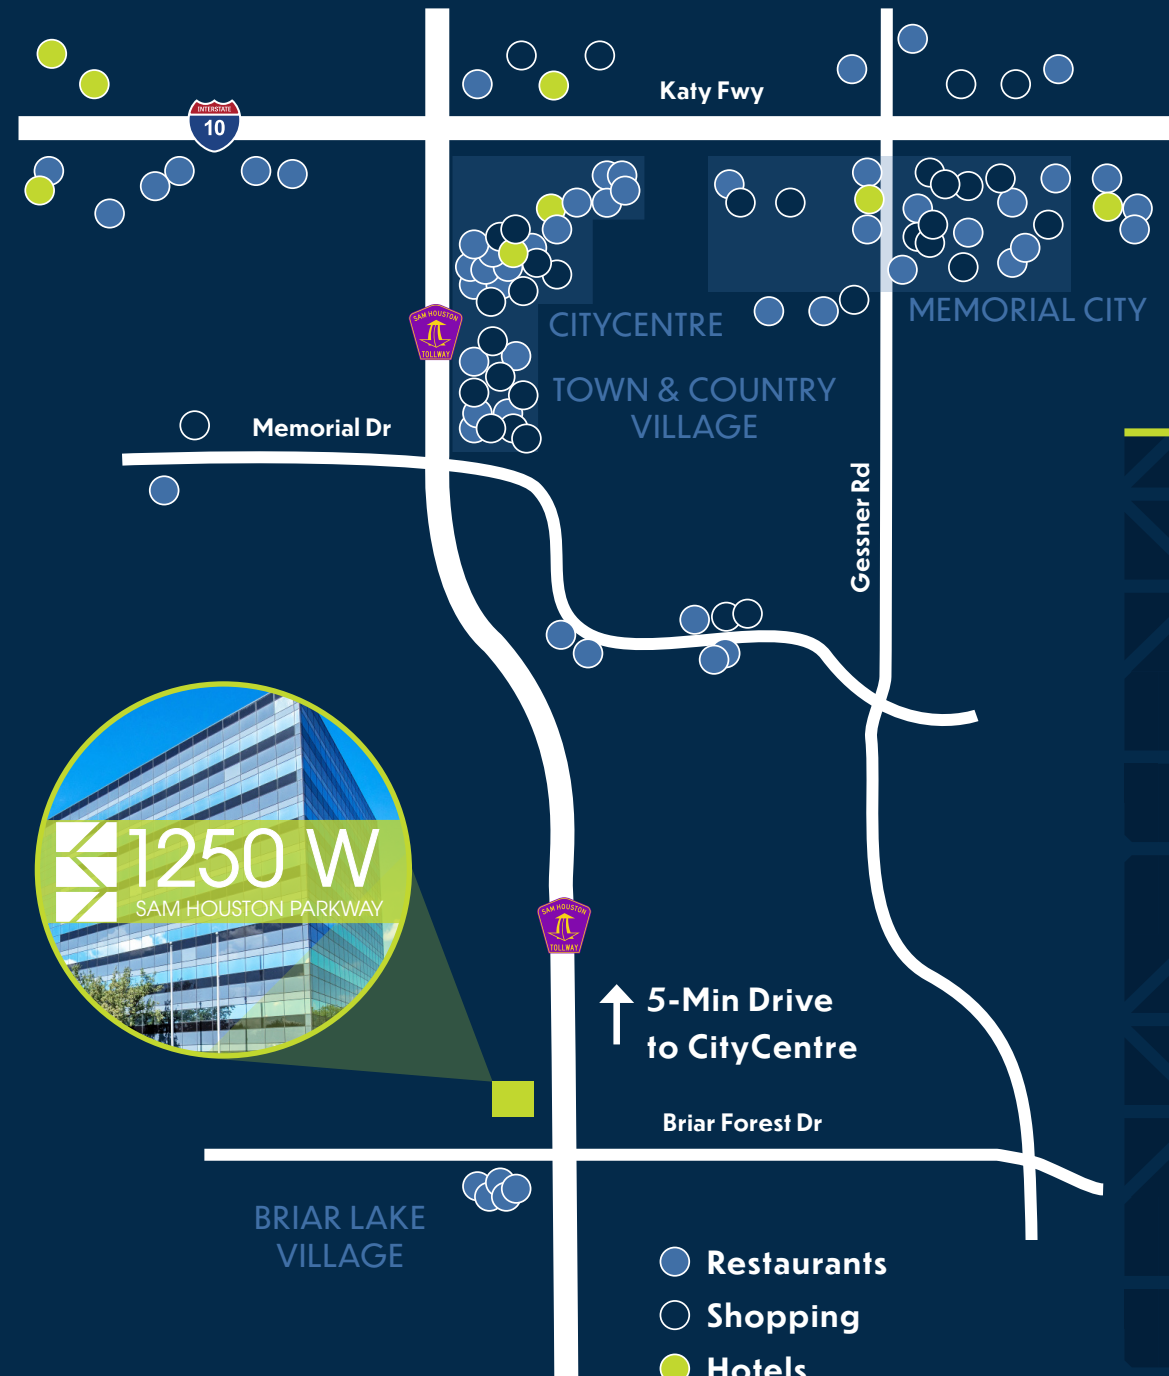 Katy Fwy
INTERSTATE
10
SAM HOUSTON
TOLLWAY
CITYCENTRE
MEMORIAL CITY
TOWN & COUNTRY
VILLAGE
Memorial Dr
Gessner Rd
1250 W
SAM HOUSTON PARKWAY
SAM HOUSTON
TOLLWAY
5-Min Drive
to CityCentre
Briar Forest Dr
BRIAR LAKE
VILLAGE
Restaurants
Shopping
Hotels